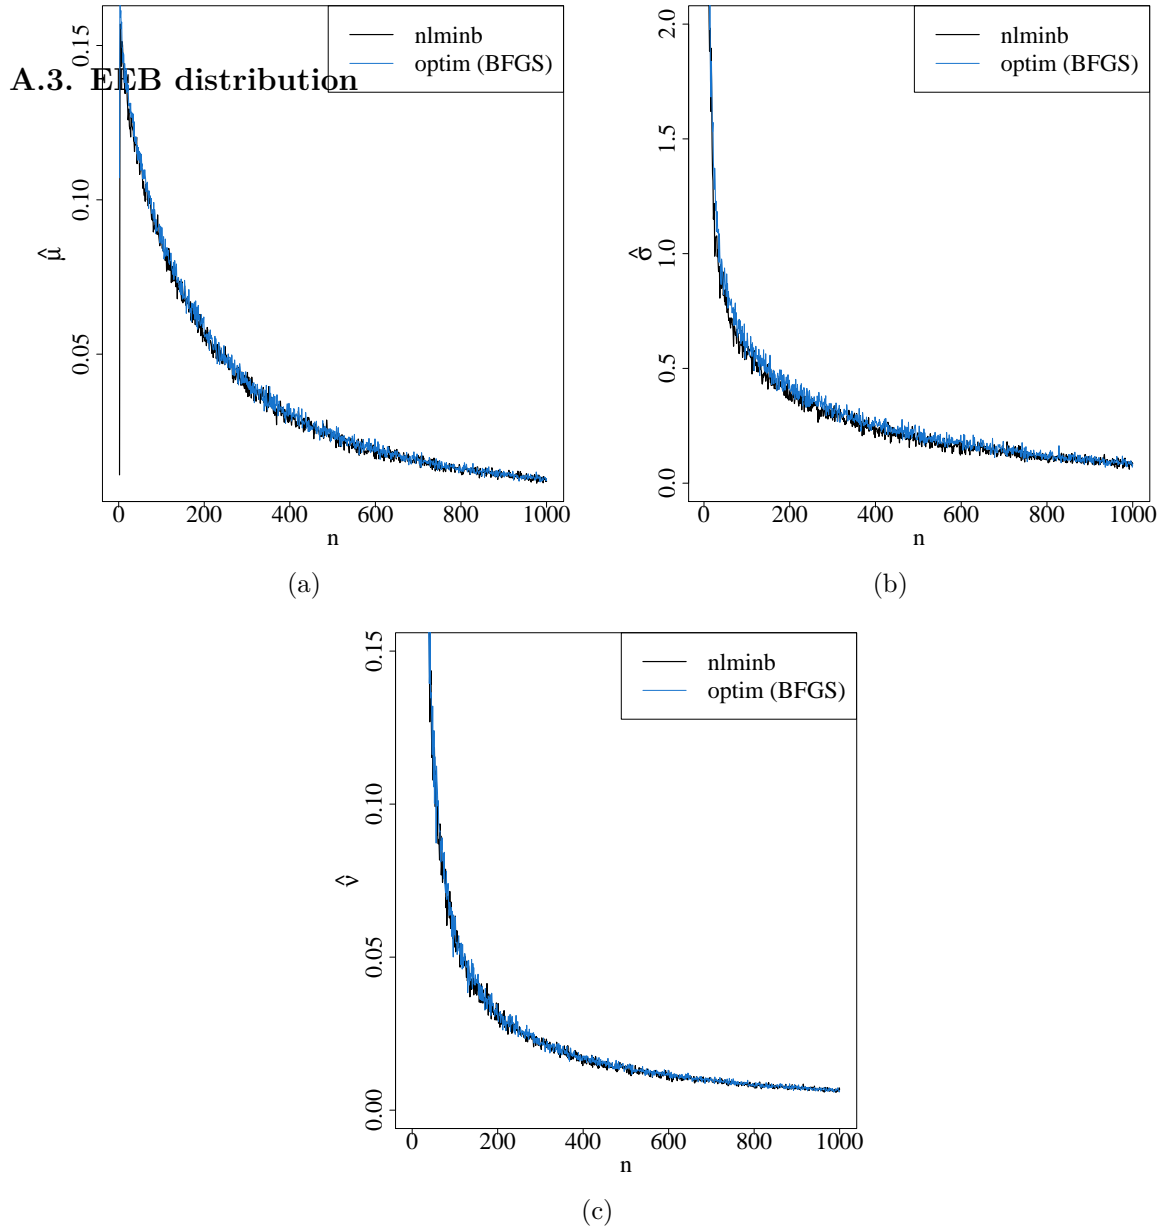 A.3. EEB distribution
nlminb
optim (BFGS)
0.15
0.10
0.05
μ̂
0 200 400 600 800 1000
n
(a)
nlminb
optim (BFGS)
2.0
1.5
1.0
0.5
0.0
σ̂
0 200 400 600 800 1000
n
(b)
nlminb
optim (BFGS)
0.15
0.10
0.05
0.00
ν̂
0 200 400 600 800 1000
n
(c)